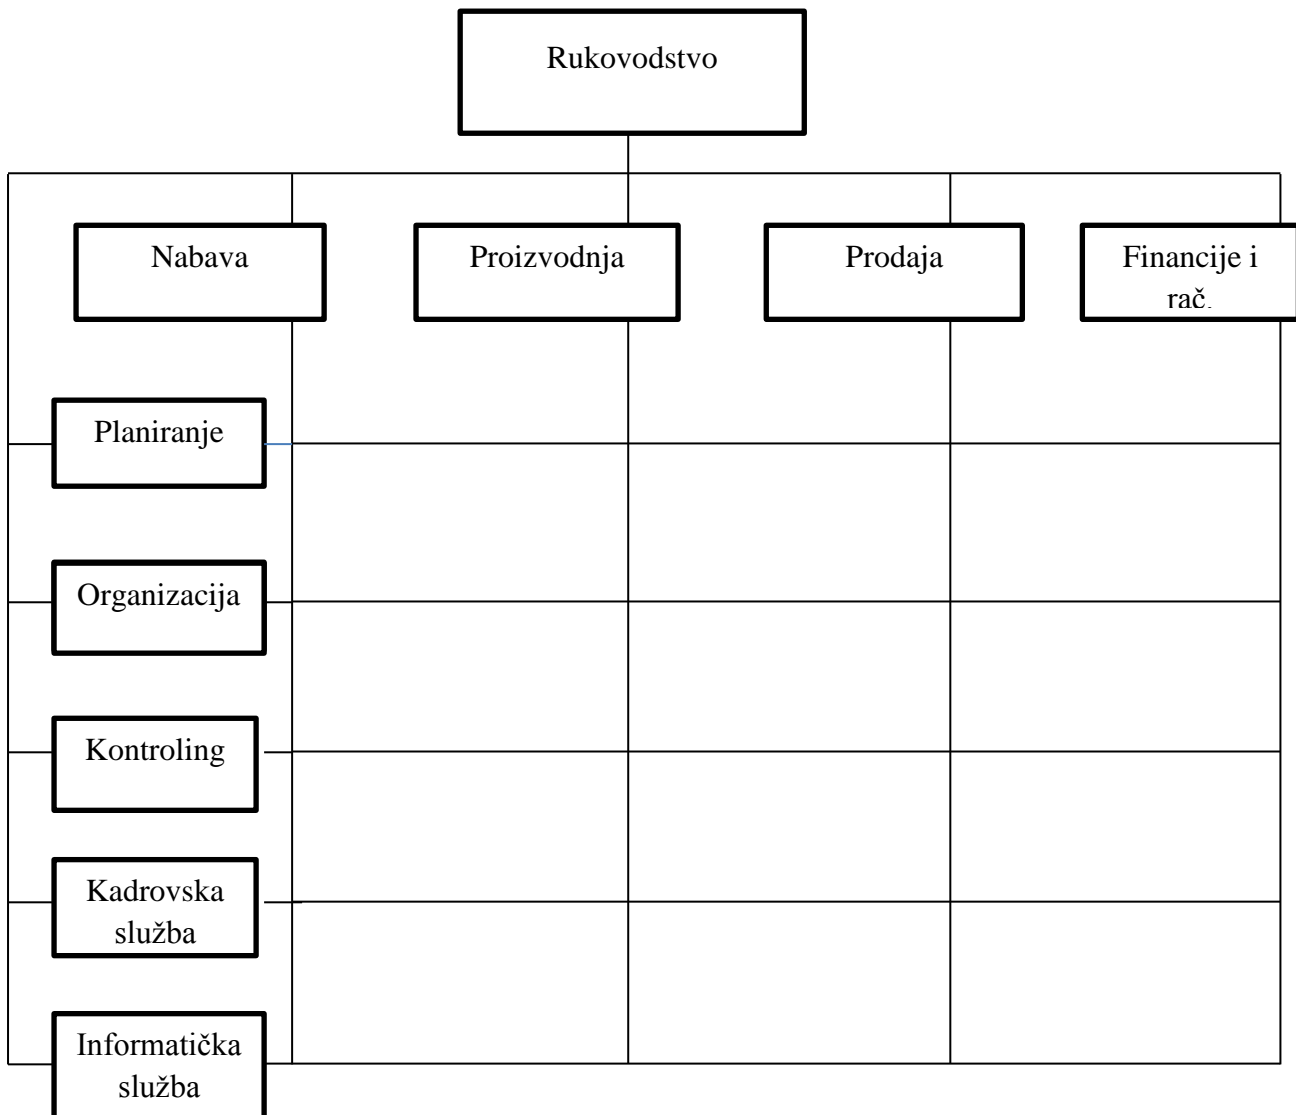 Rukovodstvo
Nabava
Proizvodnja
Prodaja
Financije i
rač.
Planiranje
Organizacija
Kontroling
Kadrovska
služba
Informatička
služba